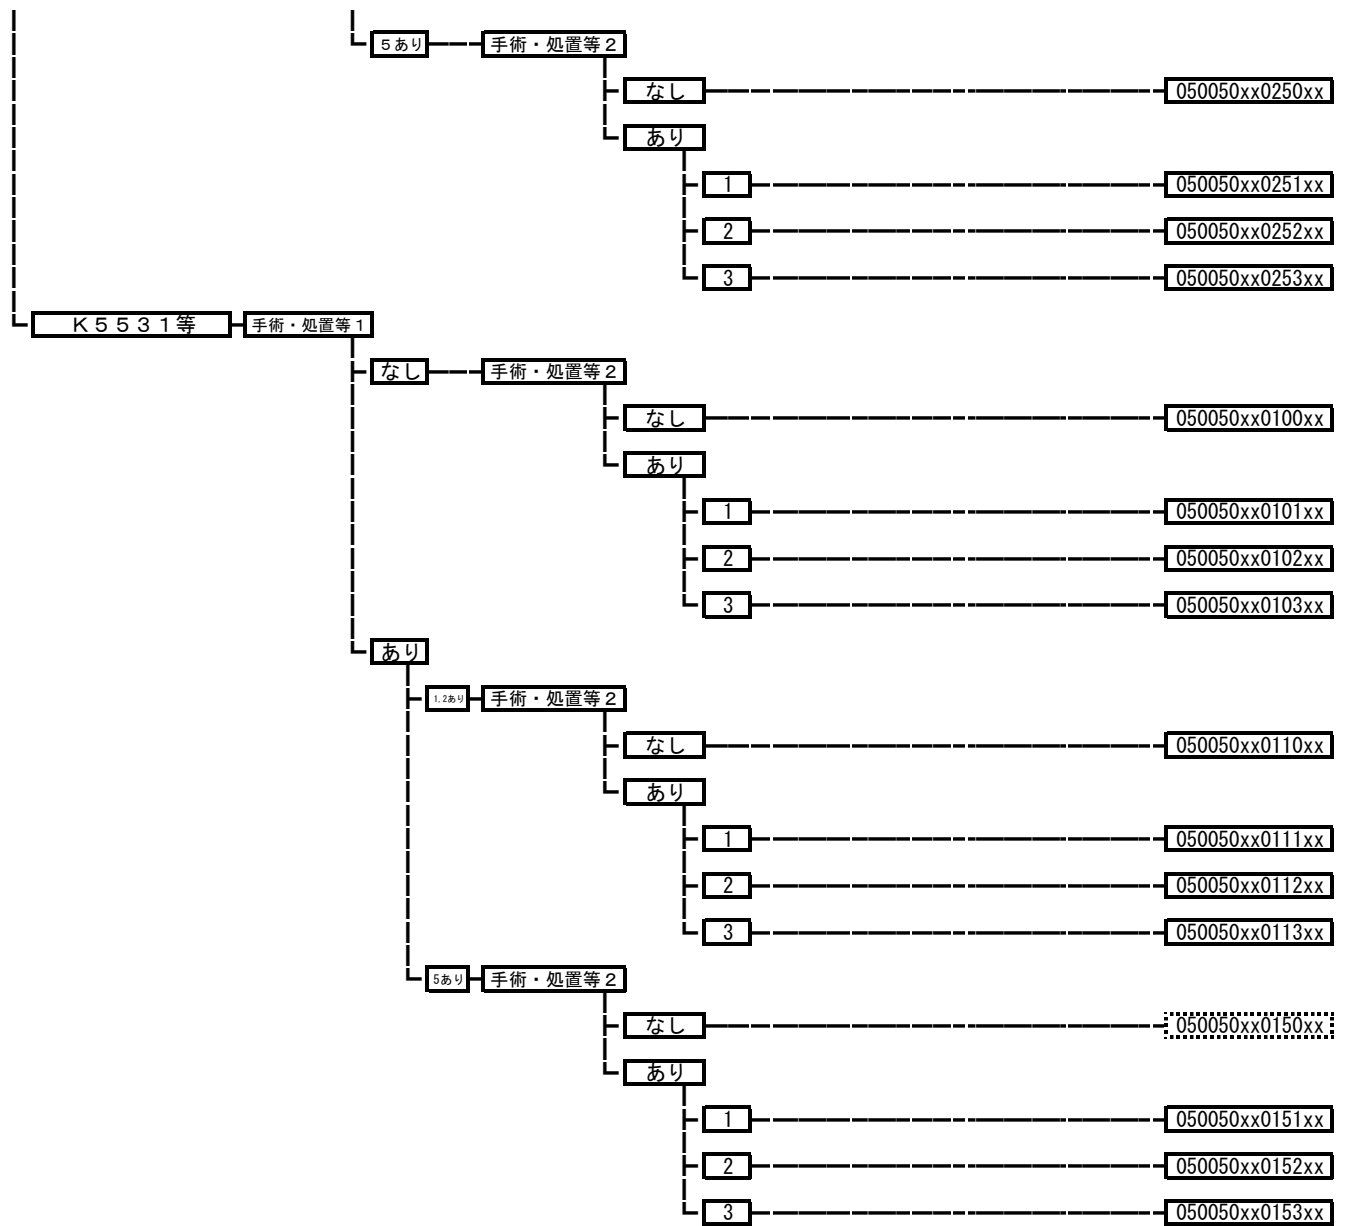 ５あり 手術・処置等２
なし 050050xx0250xx
あり
1 050050xx0251xx
2 050050xx0252xx
3 050050xx0253xx
Ｋ５５３１等 手術・処置等１
なし 手術・処置等２
なし 050050xx0100xx
あり
1 050050xx0101xx
2 050050xx0102xx
3 050050xx0103xx
あり
1,2あり 手術・処置等２
なし 050050xx0110xx
あり
1 050050xx0111xx
2 050050xx0112xx
3 050050xx0113xx
5あり 手術・処置等２
なし 050050xx0150xx
あり
1 050050xx0151xx
2 050050xx0152xx
3 050050xx0153xx